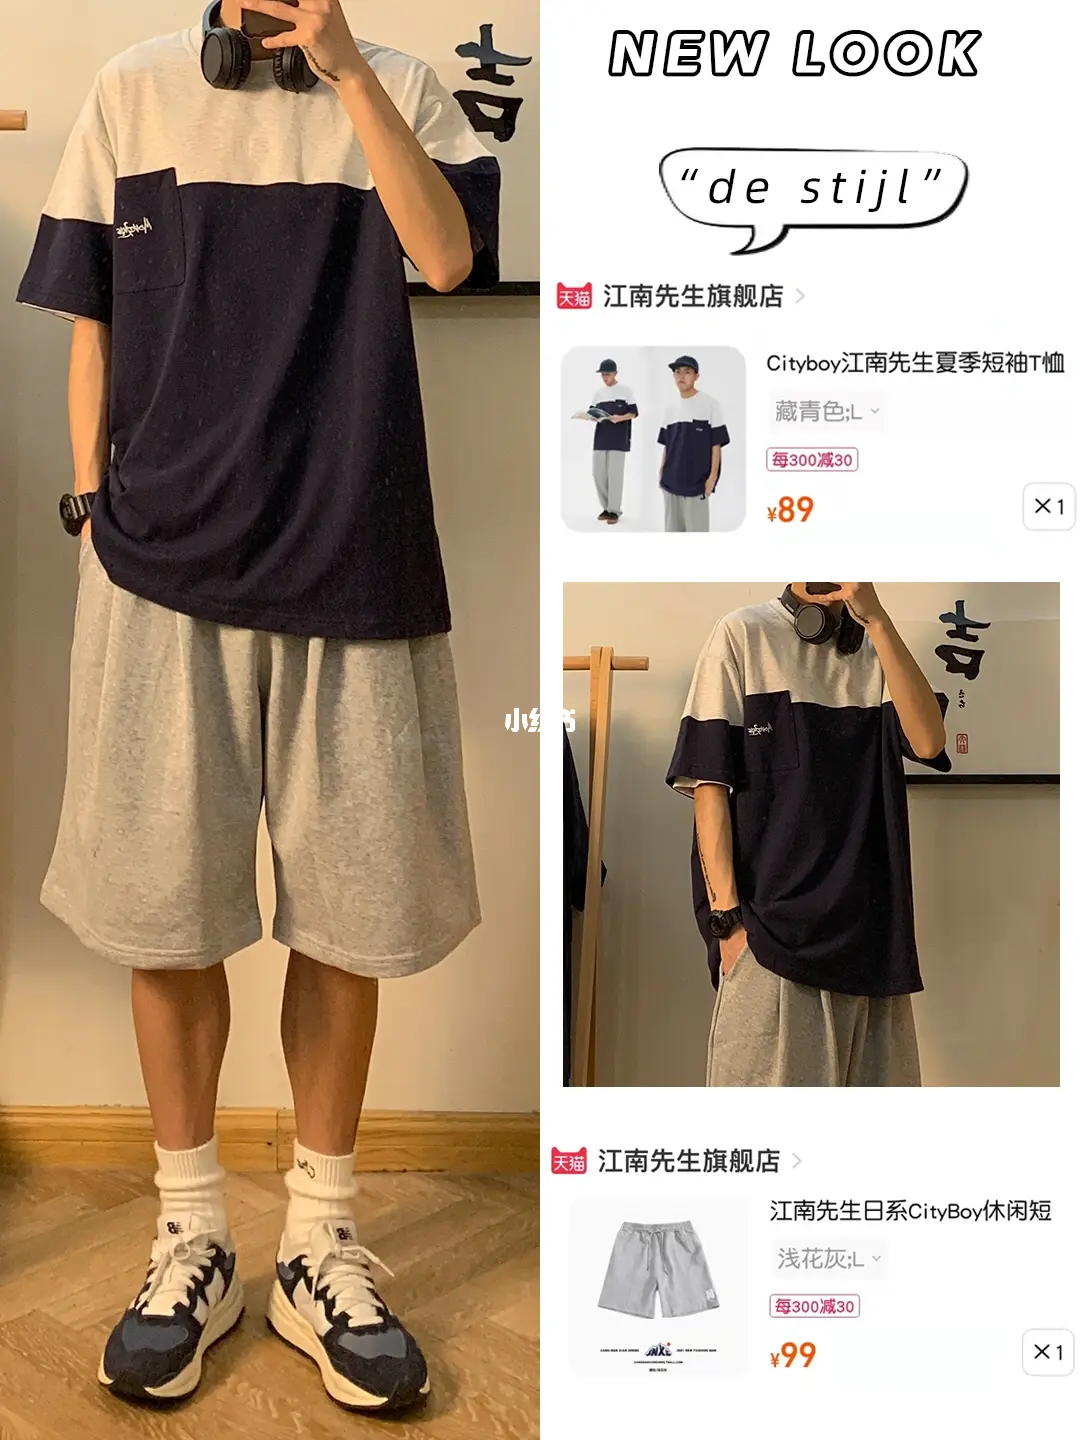 NEW LOOK
“de stijl”
天猫 江南先生旗舰店
Cityboy江南先生夏季短袖T恤
藏青色;L
每300减30
¥89
×1
吉
吉
小红书
天猫 江南先生旗舰店
江南先生日系CityBoy休闲短
浅花灰;L
每300减30
¥99
×1